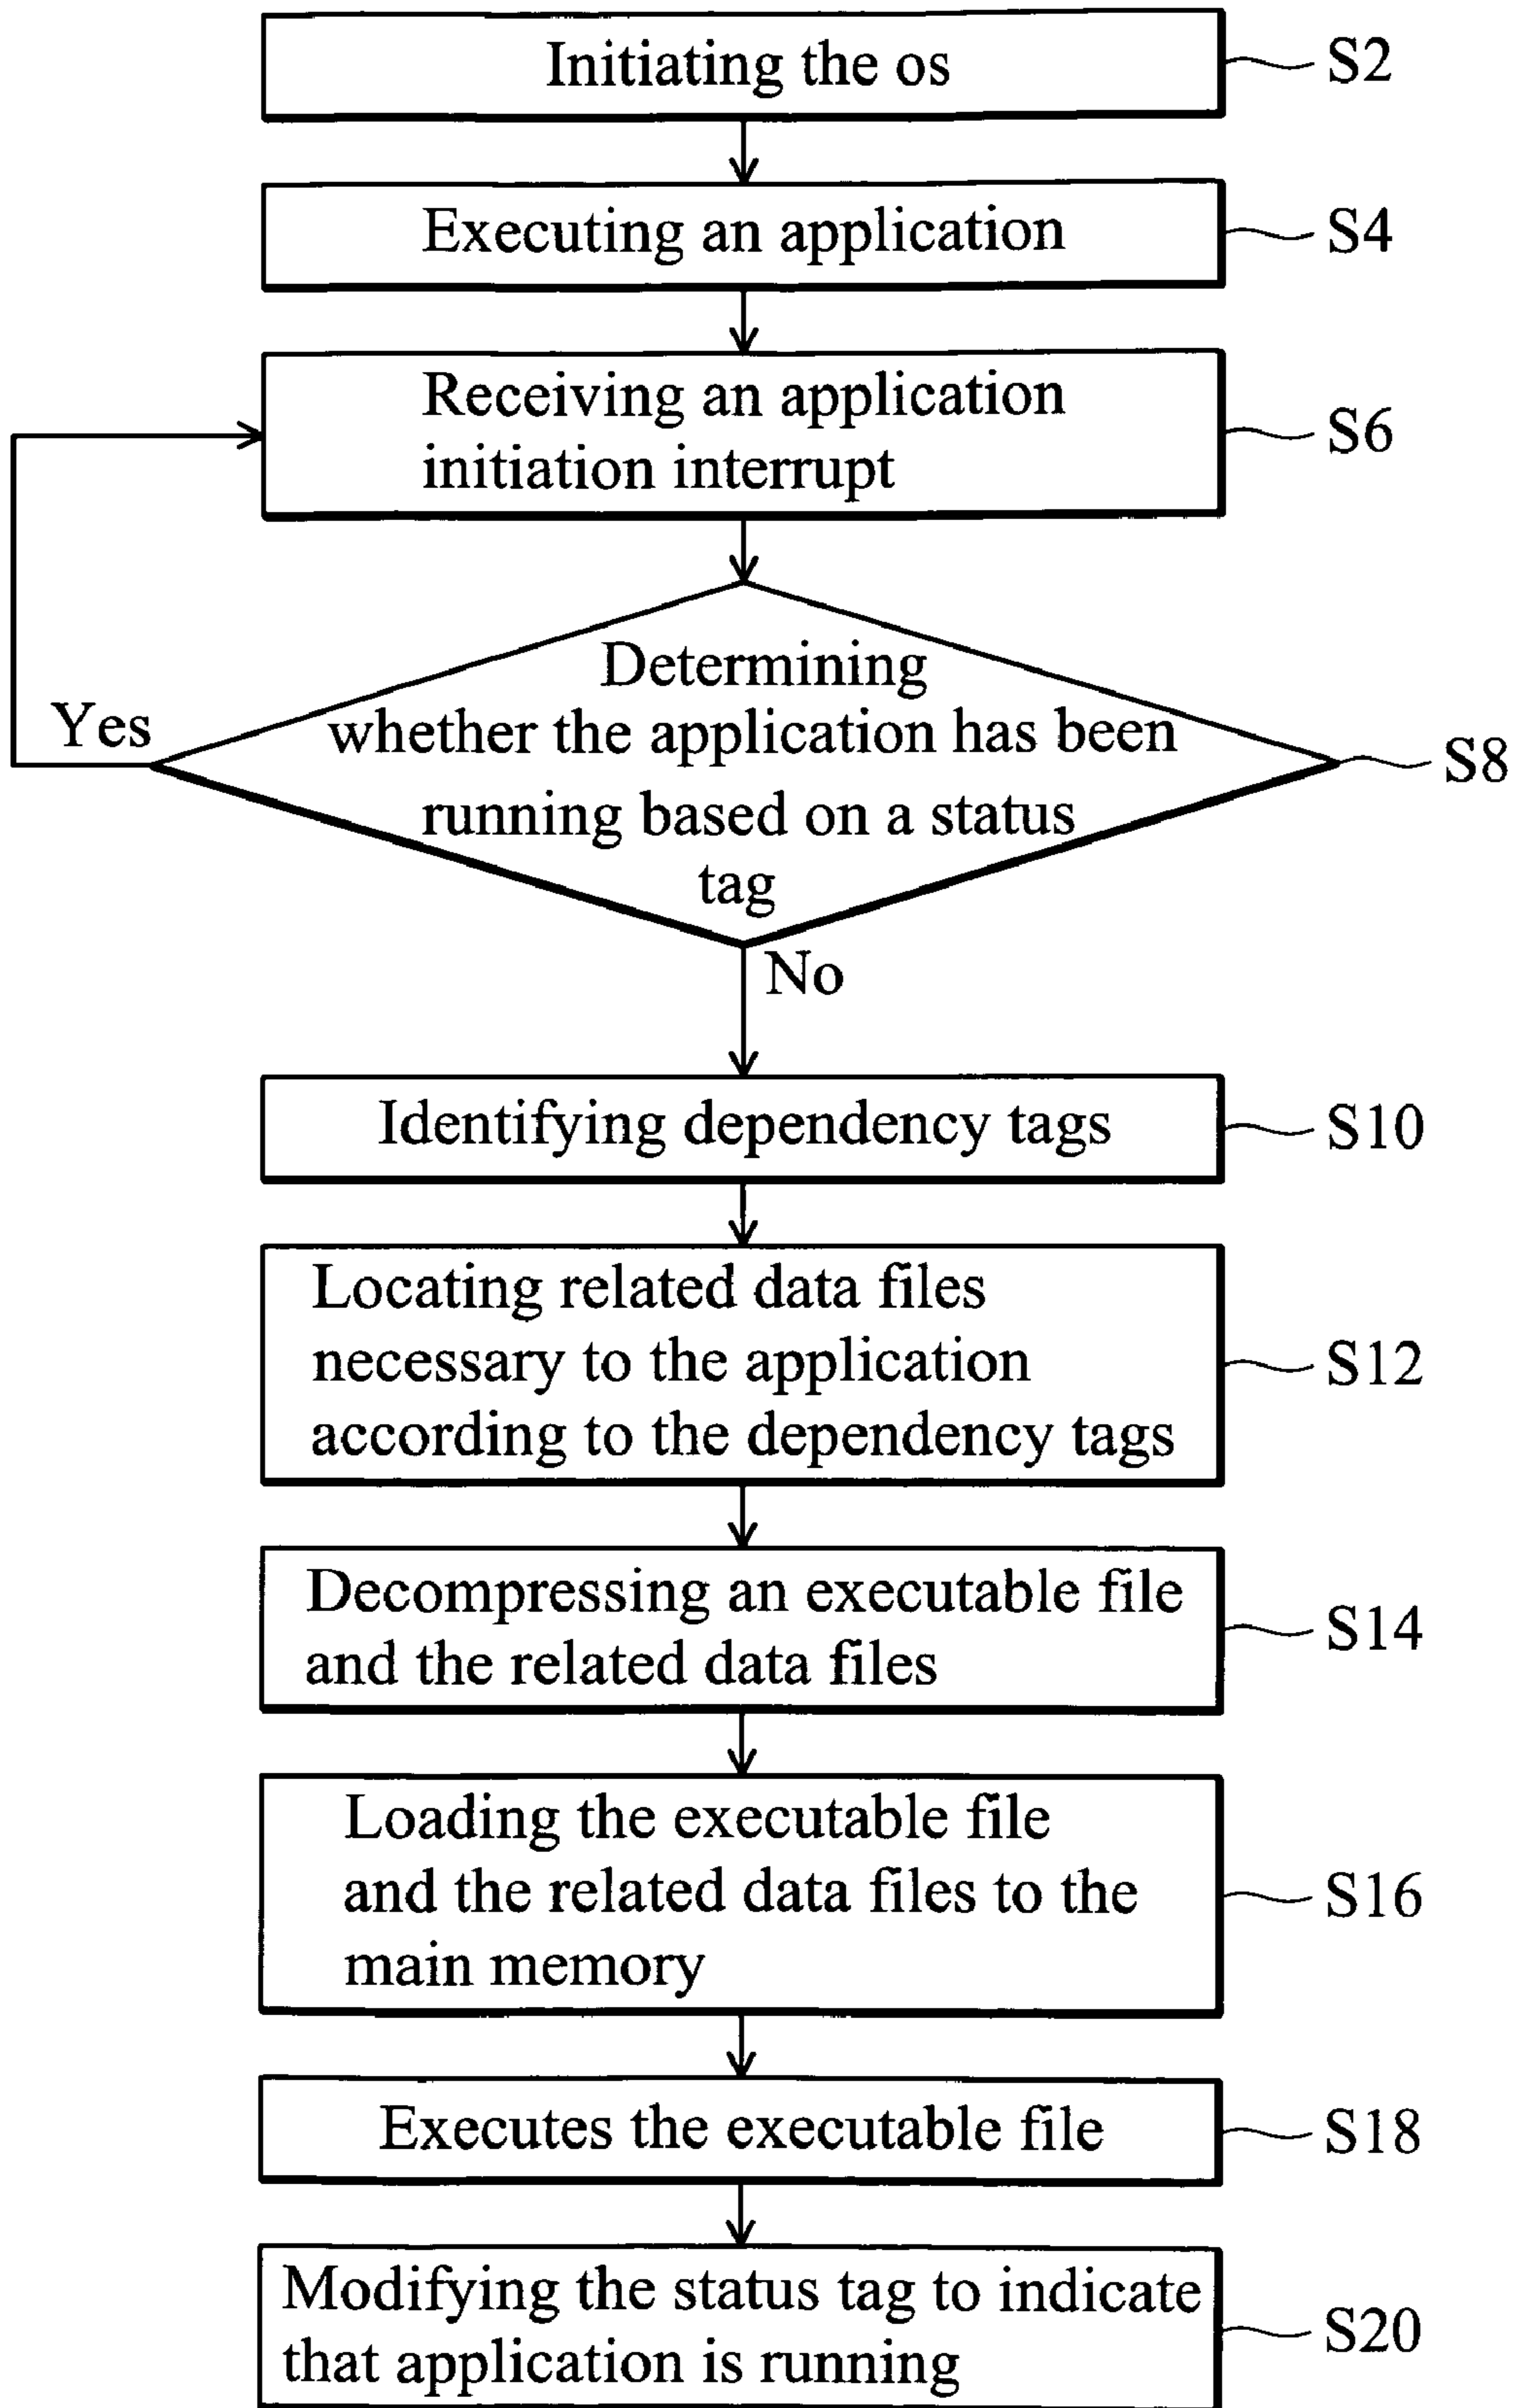 Initiating the os
S2
Executing an application
S4
Receiving an application
initiation interrupt
S6
Determining
whether the application has been
running based on a status
tag
S8
Yes
No
Identifying dependency tags
S10
Locating related data files
necessary to the application
according to the dependency tags
S12
Decompressing an executable file
and the related data files
S14
Loading the executable file
and the related data files to the
main memory
S16
Executes the executable file
S18
Modifying the status tag to indicate
that application is running
S20